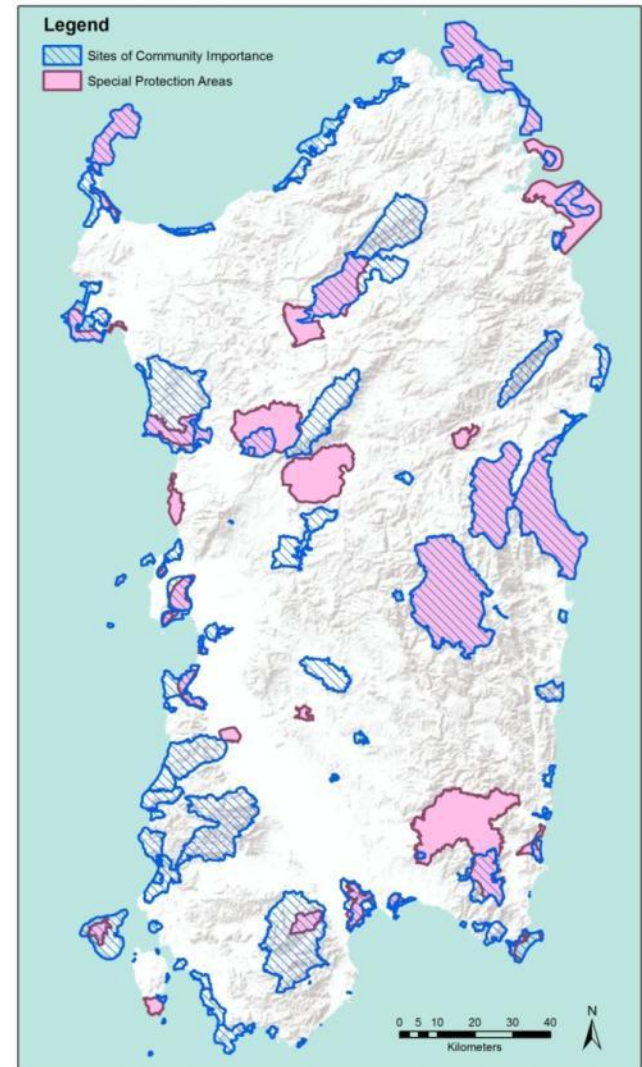 Legend
Sites of Community Importance
Special Protection Areas
N
0 5 10 20 30 40
Kilometers